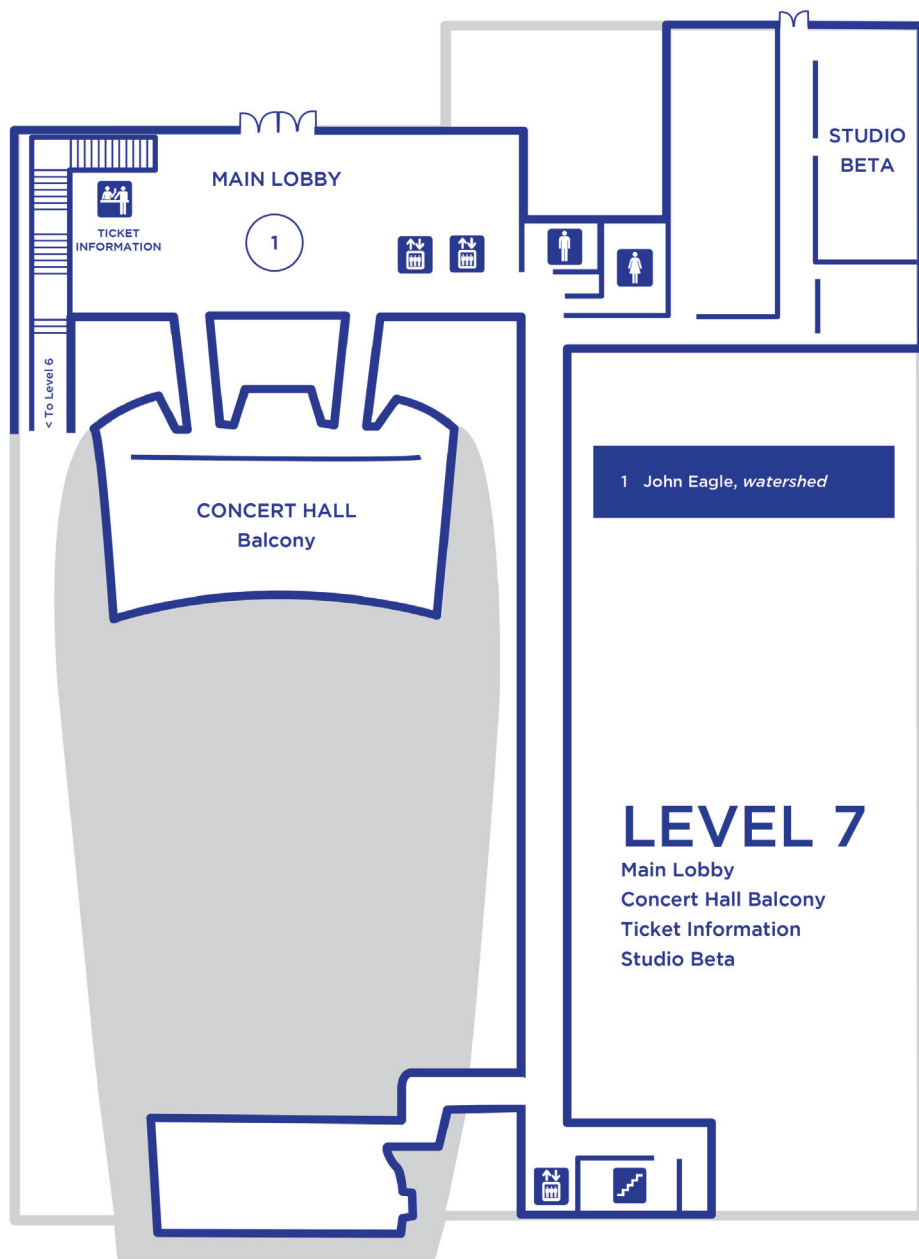 STUDIO
BETA
MAIN LOBBY
TICKET
INFORMATION
1
< To Level 6
1 John Eagle, watershed
CONCERT HALL
Balcony
LEVEL 7
Main Lobby
Concert Hall Balcony
Ticket Information
Studio Beta